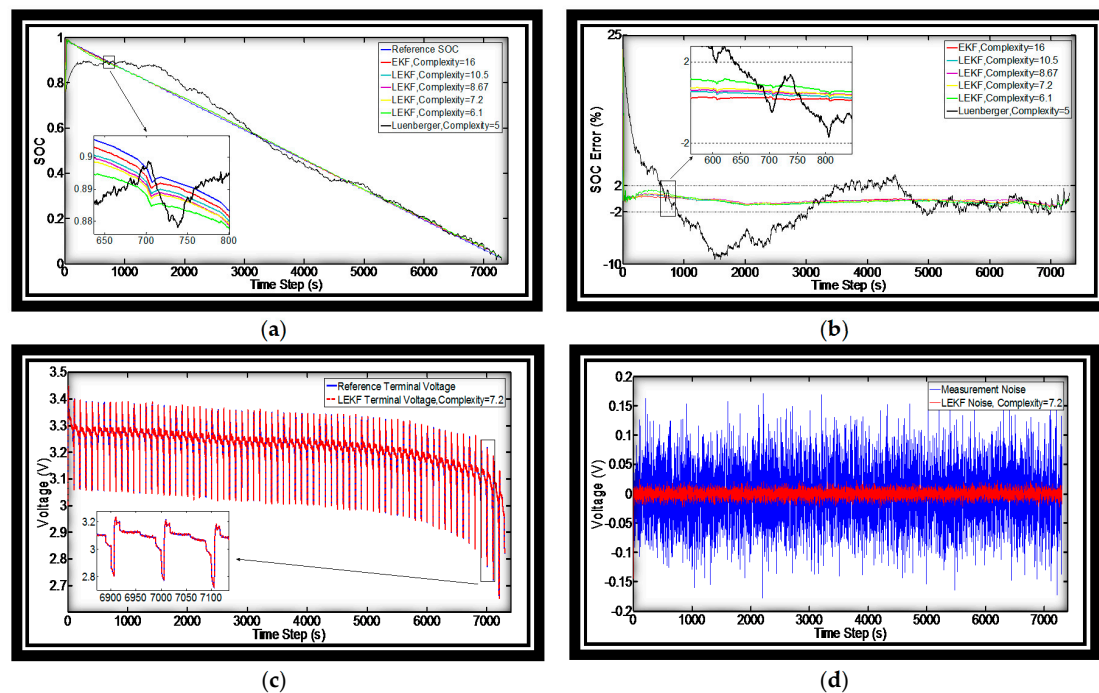 1
0.8
0.6
0.4
0.2
0
SOC
0 1000 2000 3000 4000 5000 6000 7000
Time Step (s)
Reference SOC
EKF,Complexity=16
LEKF,Complexity=10.5
LEKF,Complexity=8.67
LEKF,Complexity=7.2
LEKF,Complexity=6.1
Luenberger,Complexity=5
0.9
0.89
0.88
650 700 750 800
(a)
25
2
-2
-10
SOC Error (%)
0 1000 2000 3000 4000 5000 6000 7000
Time Step (s)
EKF,Complexity=16
LEKF,Complexity=10.5
LEKF,Complexity=8.67
LEKF,Complexity=7.2
LEKF,Complexity=6.1
Luenberger,Complexity=5
2
-2
600 650 700 750 800
(b)
3.5
3.4
3.3
3.2
3.1
3
2.9
2.8
2.7
Voltage (V)
0 1000 2000 3000 4000 5000 6000 7000
Time Step (s)
Reference Terminal Voltage
LEKF Terminal Voltage,Complexity=7.2
3.2
3
2.8
6900 6950 7000 7050 7100
(c)
0.2
0.15
0.1
0.05
0
-0.05
-0.1
-0.15
-0.2
Voltage (V)
0 1000 2000 3000 4000 5000 6000 7000
Time Step (s)
Measurement Noise
LEKF Noise, Complexity=7.2
(d)